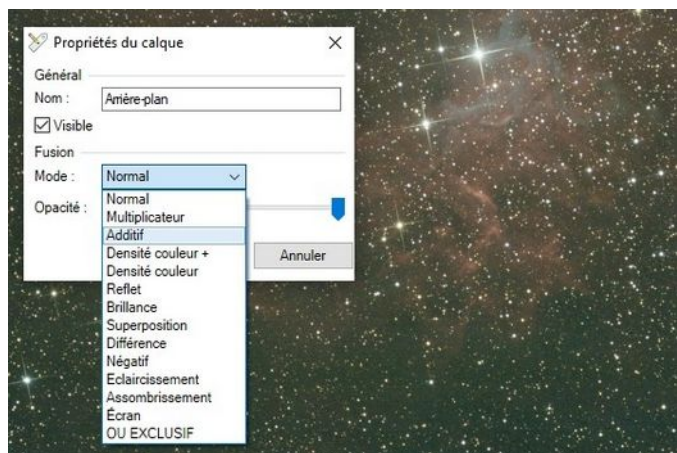 Propriétés du calque
Général
Nom :
Arrière-plan
Visible
Fusion
Mode :
Normal
Opacité :
Normal
Multiplicateur
Additif
Densité couleur +
Densité couleur
Reflet
Brillance
Superposition
Différence
Négatif
Eclaircissement
Assombrissement
Écran
OU EXCLUSIF
Annuler